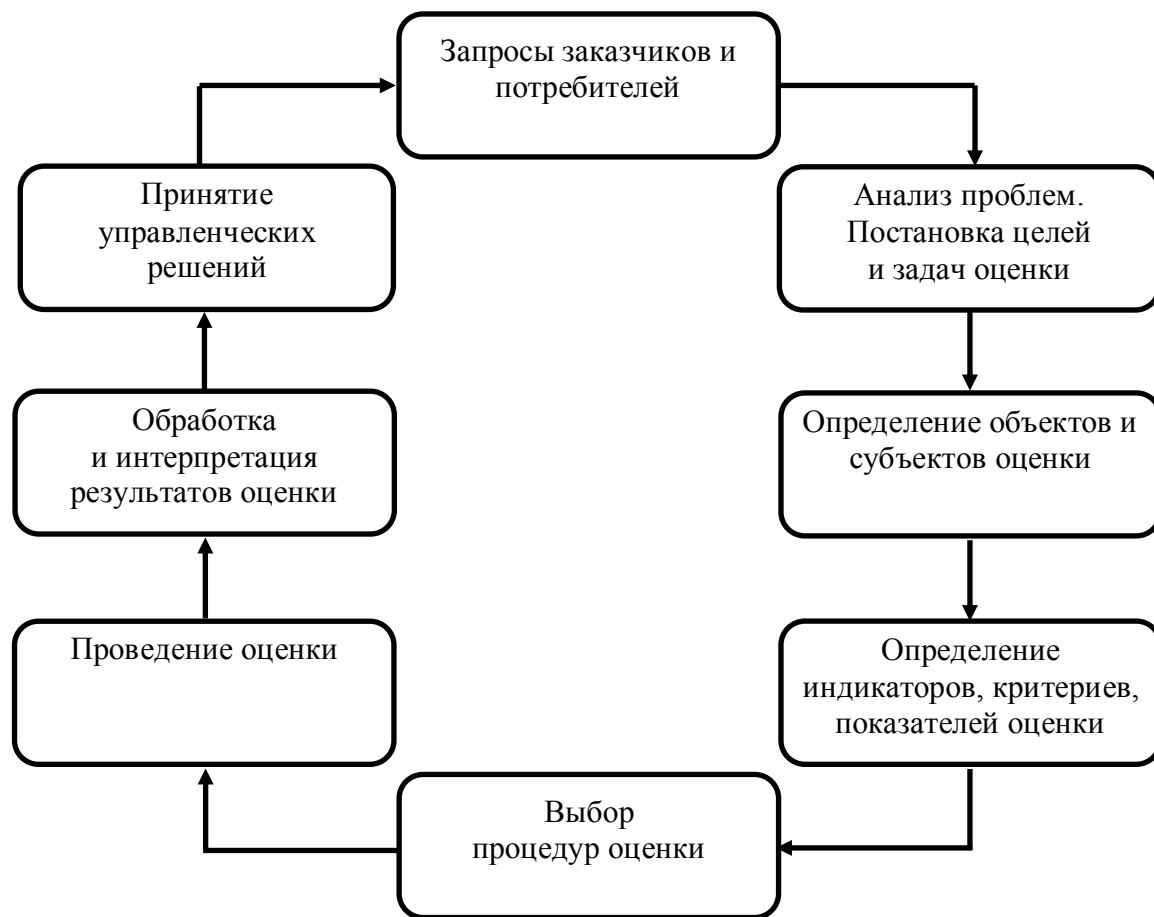 Запросы заказчиков и
потребителей
Анализ проблем.
Постановка целей
и задач оценки
Определение объектов и
субъектов оценки
Определение
индикаторов, критериев,
показателей оценки
Выбор
процедур оценки
Проведение оценки
Обработка
и интерпретация
результатов оценки
Принятие
управленческих
решений